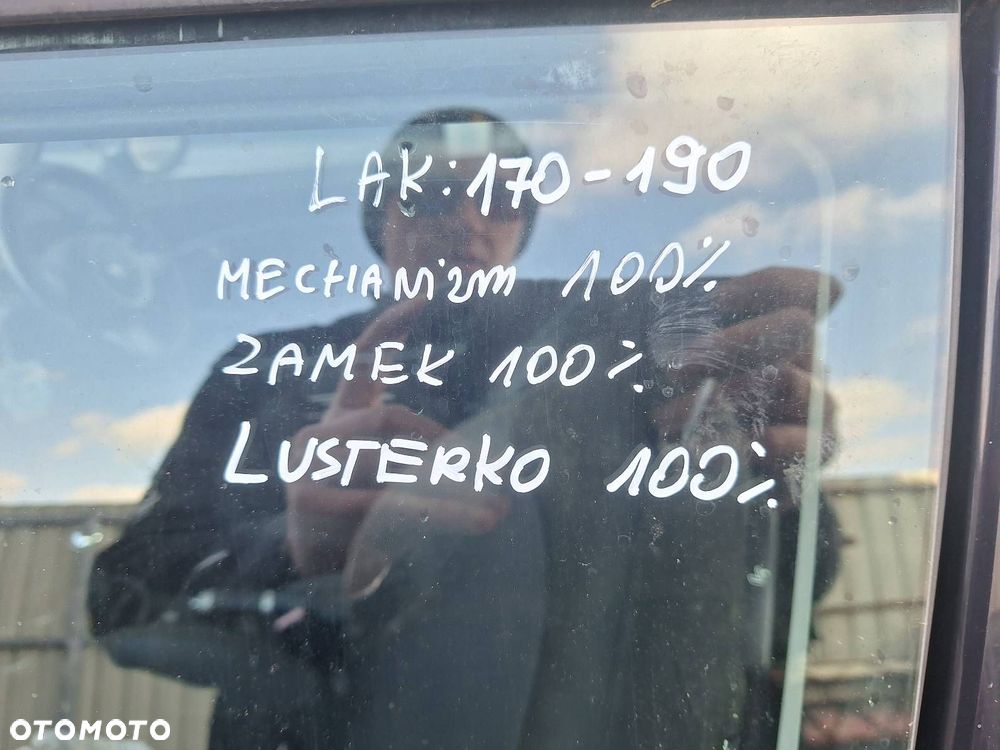 LAK: 170-190
MECHANizm 100%
ZAMEK 100%
LUSTERKO 100%
OTOMOTO